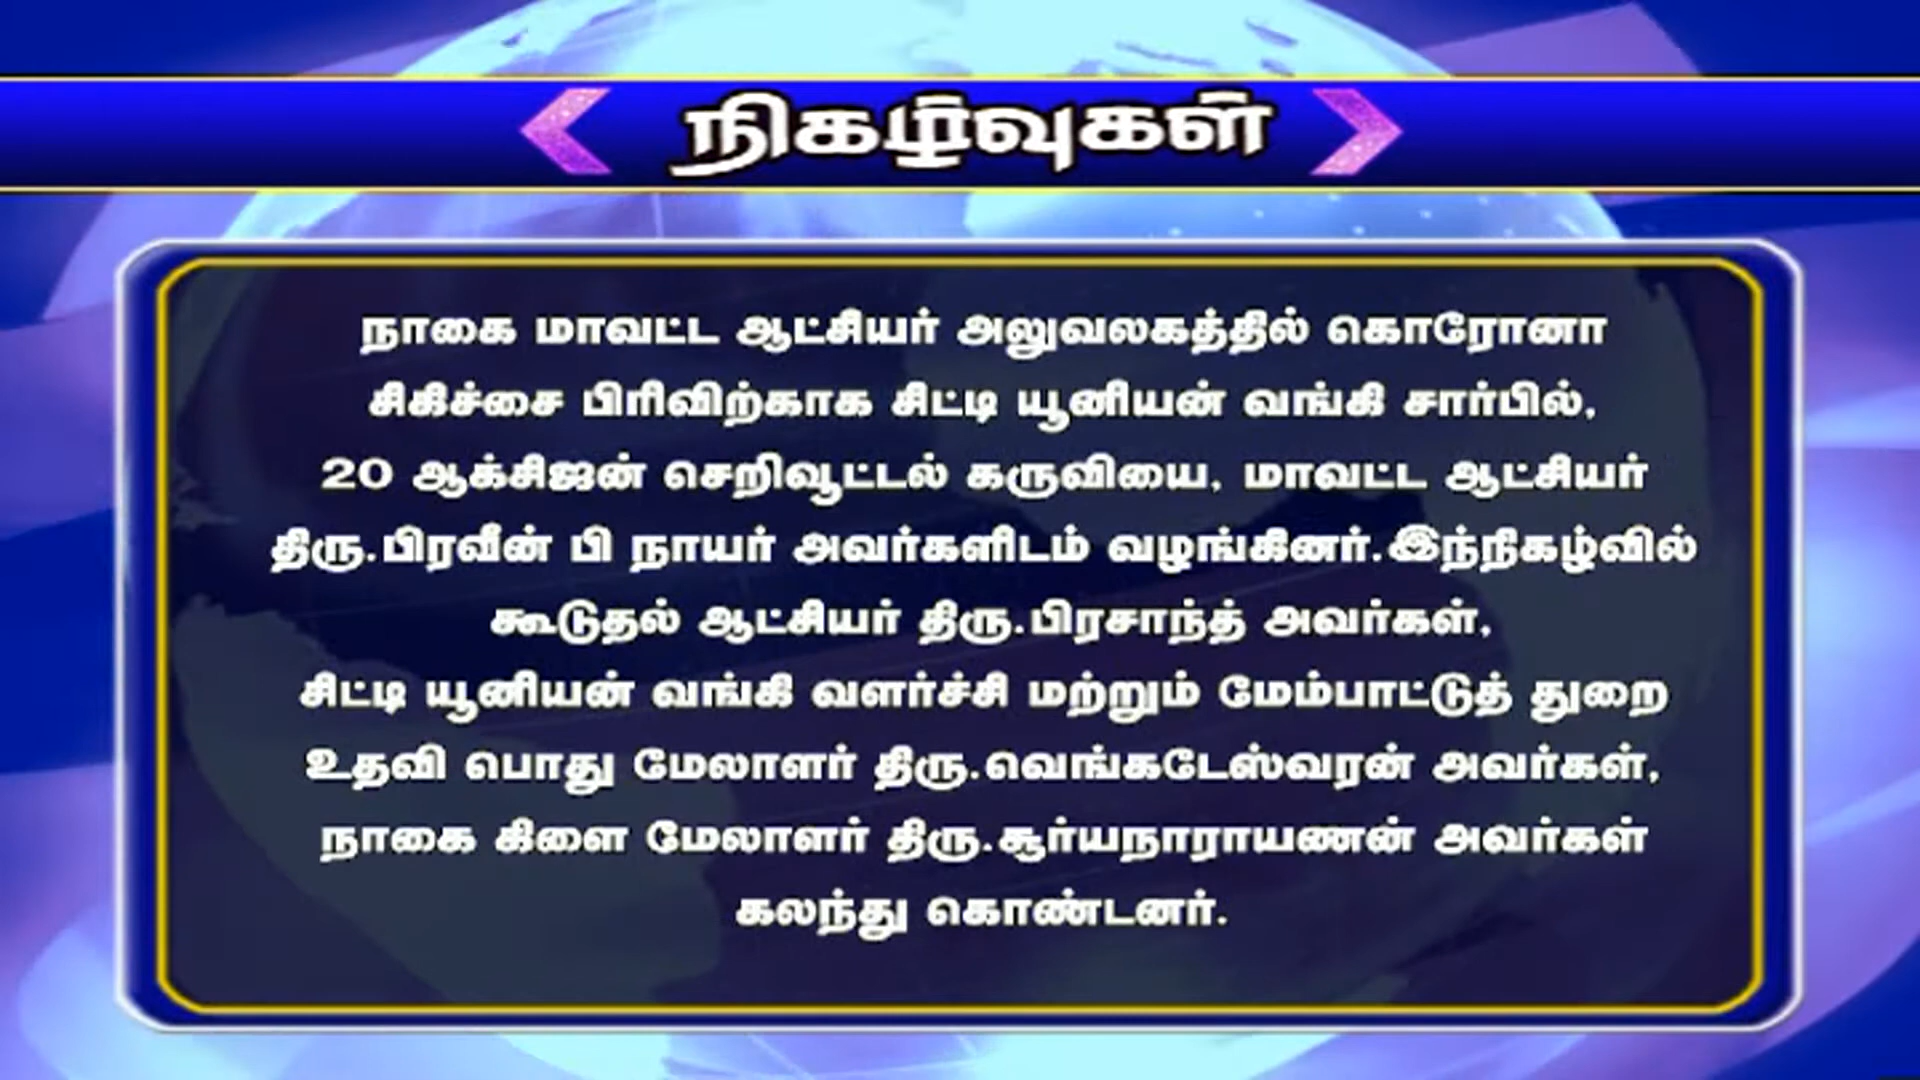 நிகழ்வுகள்
நாகை மாவட்ட ஆட்சியர் அலுவலகத்தில் கொரோனா
சிகிச்சை பிரிவிற்காக சிட்டி யூனியன் வங்கி சார்பில்,
20 ஆக்சிஜன் செறிவூட்டல் கருவியை, மாவட்ட ஆட்சியர்
திரு.பிரவீன் பி நாயர் அவர்களிடம் வழங்கினர்.இந்நிகழ்வில்
கூடுதல் ஆட்சியர் திரு.பிரசாந்த் அவர்கள்,
சிட்டி யூனியன் வங்கி வளர்ச்சி மற்றும் மேம்பாட்டுத் துறை
உதவி பொது மேலாளர் திரு.வெங்கடேஸ்வரன் அவர்கள்,
நாகை கிளை மேலாளர் திரு.சூர்யநாராயணன் அவர்கள்
கலந்து கொண்டனர்.